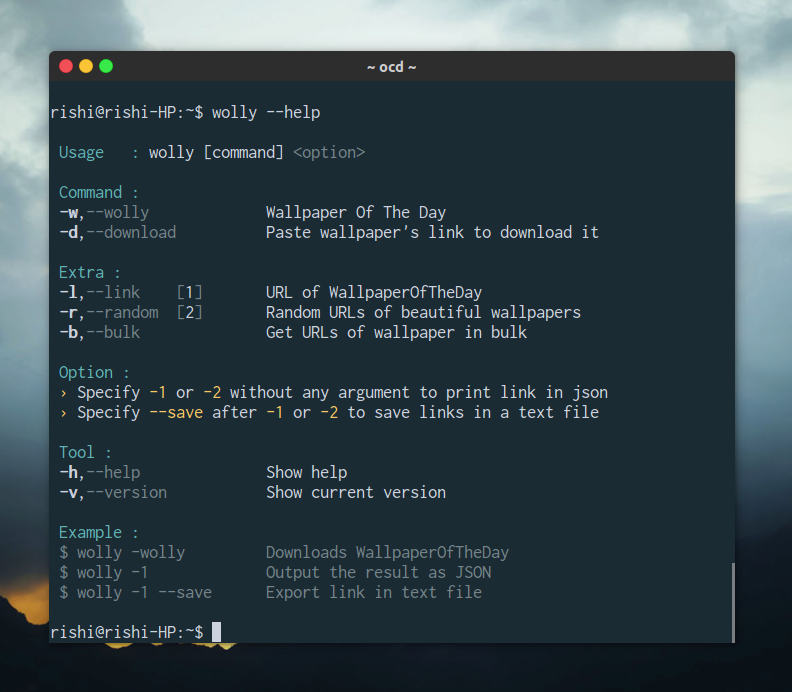 ~ ocd ~
rishi@rishi-HP:~$ wolly --help
Usage : wolly [command] <option>
Command :
-w,--wolly Wallpaper Of The Day
-d,--download Paste wallpaper's link to download it
Extra :
-l,--link [1] URL of WallpaperOfTheDay
-r,--random [2] Random URLs of beautiful wallpapers
-b,--bulk Get URLs of wallpaper in bulk
Option :
› Specify -1 or -2 without any argument to print link in json
› Specify --save after -1 or -2 to save links in a text file
Tool :
-h,--help Show help
-v,--version Show current version
Example :
$ wolly -wolly Downloads WallpaperOfTheDay
$ wolly -1 Output the result as JSON
$ wolly -1 --save Export link in text file
rishi@rishi-HP:~$